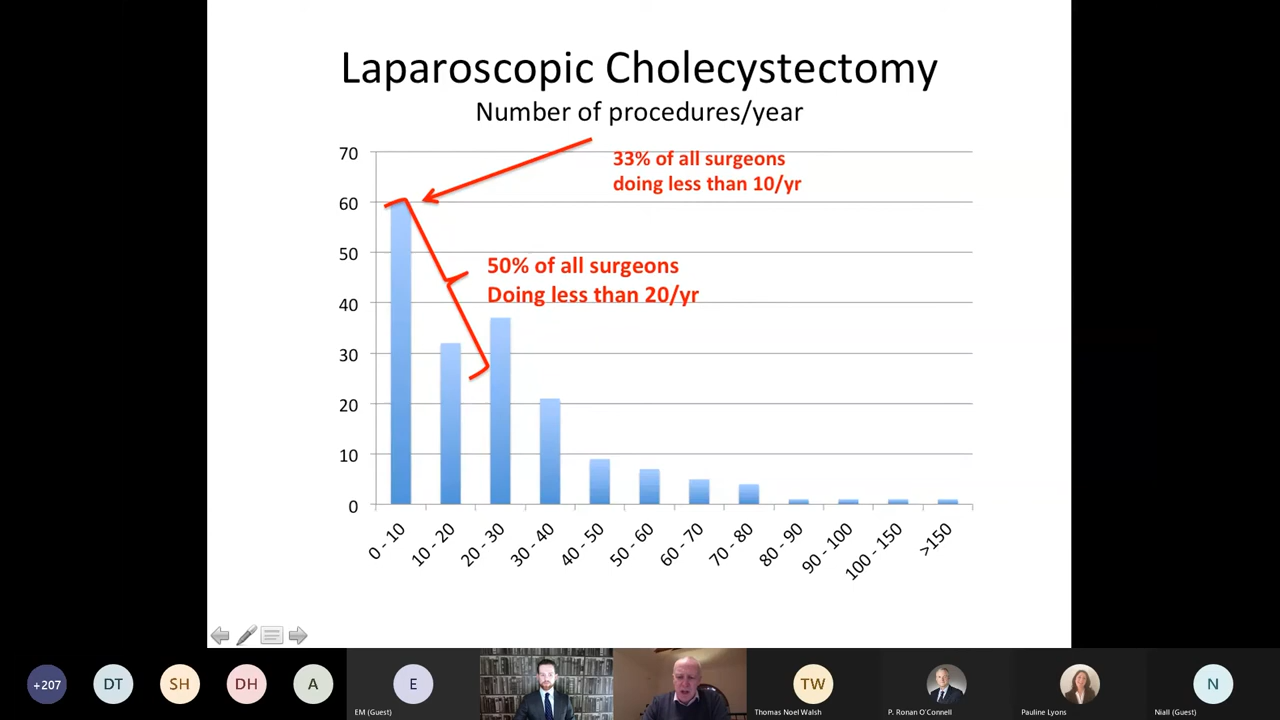 Laparoscopic Cholecystectomy
Number of procedures/year
33% of all surgeons
doing less than 10/yr
50% of all surgeons
Doing less than 20/yr
70
60
50
40
30
20
10
0
0 - 10
10 - 20
20 - 30
30 - 40
40 - 50
50 - 60
60 - 70
70 - 80
80 - 90
90 - 100
100 - 150
>150
+207
DT
SH
DH
A
E
EM (Guest)
TW
Thomas Noel Walsh
P. Ronan O'Connell
Pauline Lyons
N
Niall (Guest)